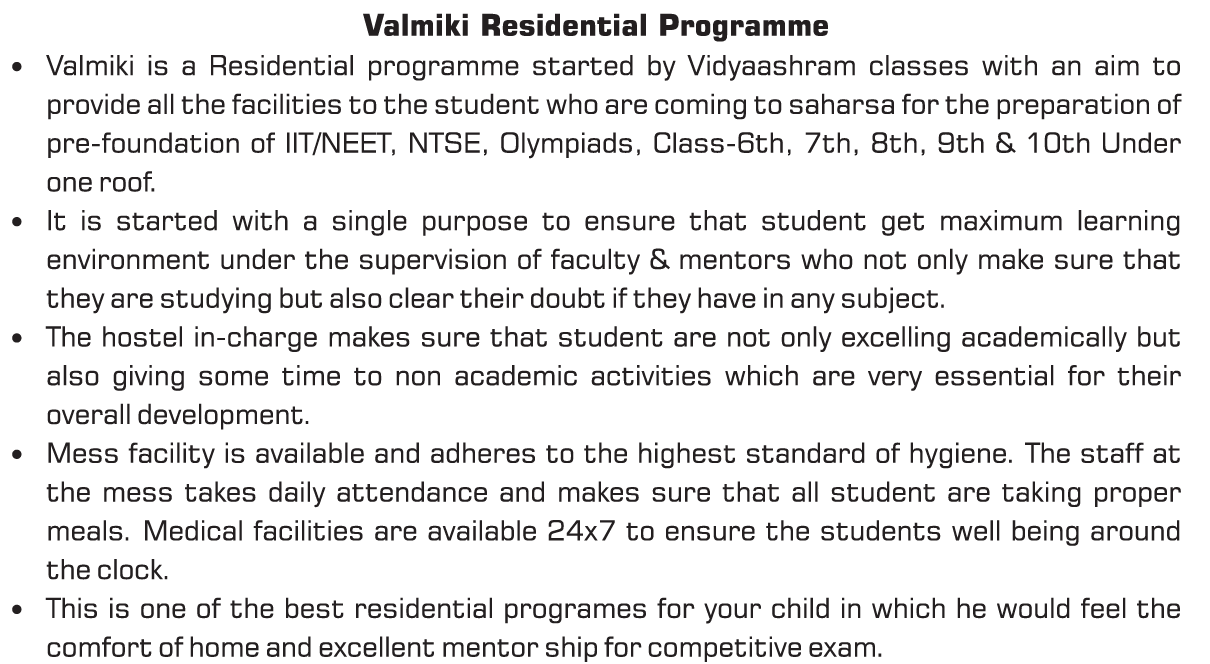 Valmiki Residential Programme
• Valmiki is a Residential programme started by Vidyaashram classes with an aim to
provide all the facilities to the student who are coming to saharsa for the preparation of
pre-foundation of IIT/NEET, NTSE, Olympiads, Class-6th, 7th, 8th, 9th & 10th Under
one roof.
• It is started with a single purpose to ensure that student get maximum learning
environment under the supervision of faculty & mentors who not only make sure that
they are studying but also clear their doubt if they have in any subject.
• The hostel in-charge makes sure that student are not only excelling academically but
also giving some time to non academic activities which are very essential for their
overall development.
• Mess facility is available and adheres to the highest standard of hygiene. The staff at
the mess takes daily attendance and makes sure that all student are taking proper
meals. Medical facilities are available 24x7 to ensure the students well being around
the clock.
• This is one of the best residential programes for your child in which he would feel the
comfort of home and excellent mentor ship for competitive exam.